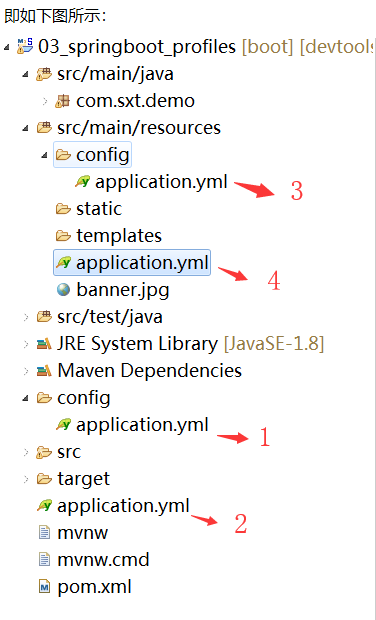 即如下图所示:
03_springboot_profiles [boot] [devtools
src/main/java
com.sxt.demo
src/main/resources
config
application.yml 3
static
templates
application.yml 4
banner.jpg
src/test/java
JRE System Library [JavaSE-1.8]
Maven Dependencies
config
application.yml 1
src
target
application.yml 2
mvnw
mvnw.cmd
pom.xml